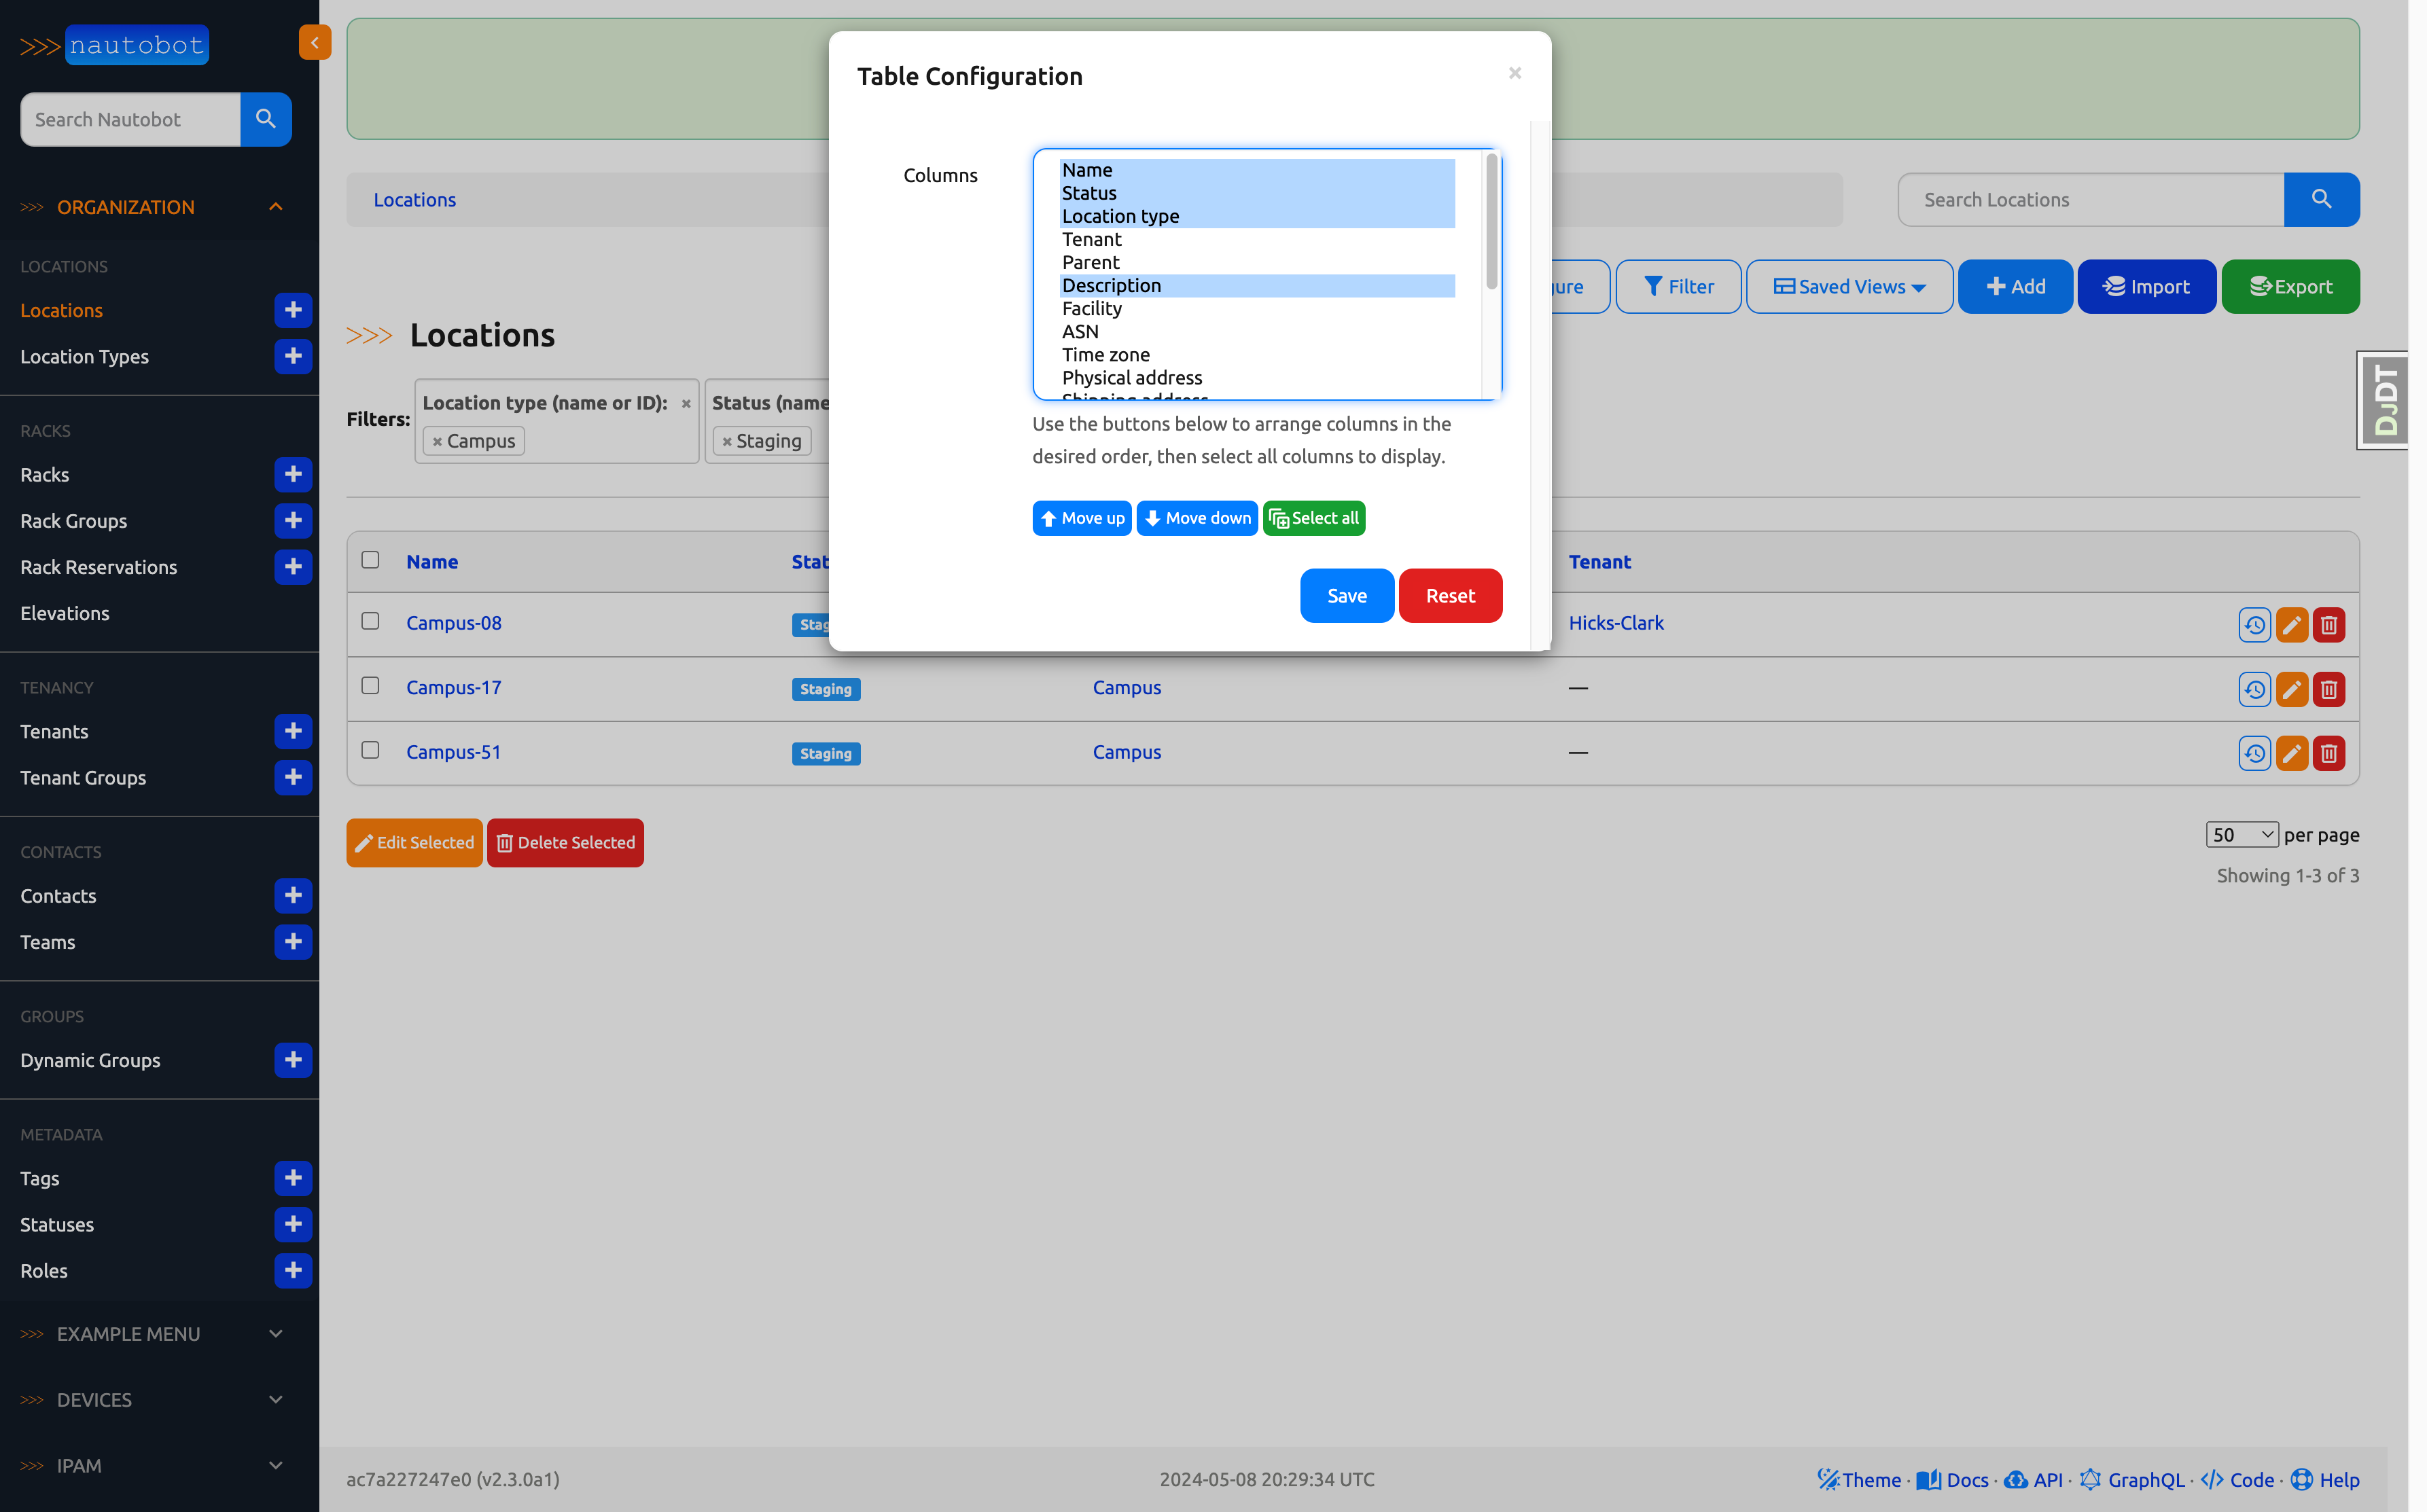 nautobot
Search Nautobot
ORGANIZATION
LOCATIONS
Locations
Location Types
RACKS
Racks
Rack Groups
Rack Reservations
Elevations
TENANCY
Tenants
Tenant Groups
CONTACTS
Contacts
Teams
GROUPS
Dynamic Groups
METADATA
Tags
Statuses
Roles
EXAMPLE MENU
DEVICES
IPAM
Locations
Search Locations
Filter
Saved Views
Add
Import
Export
Locations
Filters:
Location type (name or ID): ×
× Campus
Status (name
× Staging
Table Configuration ×
Columns
Name
Status
Location type
Tenant
Parent
Description
Facility
ASN
Time zone
Physical address
Shipping address
Use the buttons below to arrange columns in the
desired order, then select all columns to display.
Move up Move down Select all
Save Reset
Name Stat Tenant
Campus-08 Stag Hicks-Clark
Campus-17 Staging Campus —
Campus-51 Staging Campus —
Edit Selected Delete Selected
50 per page
Showing 1-3 of 3
DJDT
ac7a227247e0 (v2.3.0a1)
2024-05-08 20:29:34 UTC
Theme · Docs · API · GraphQL · Code · Help